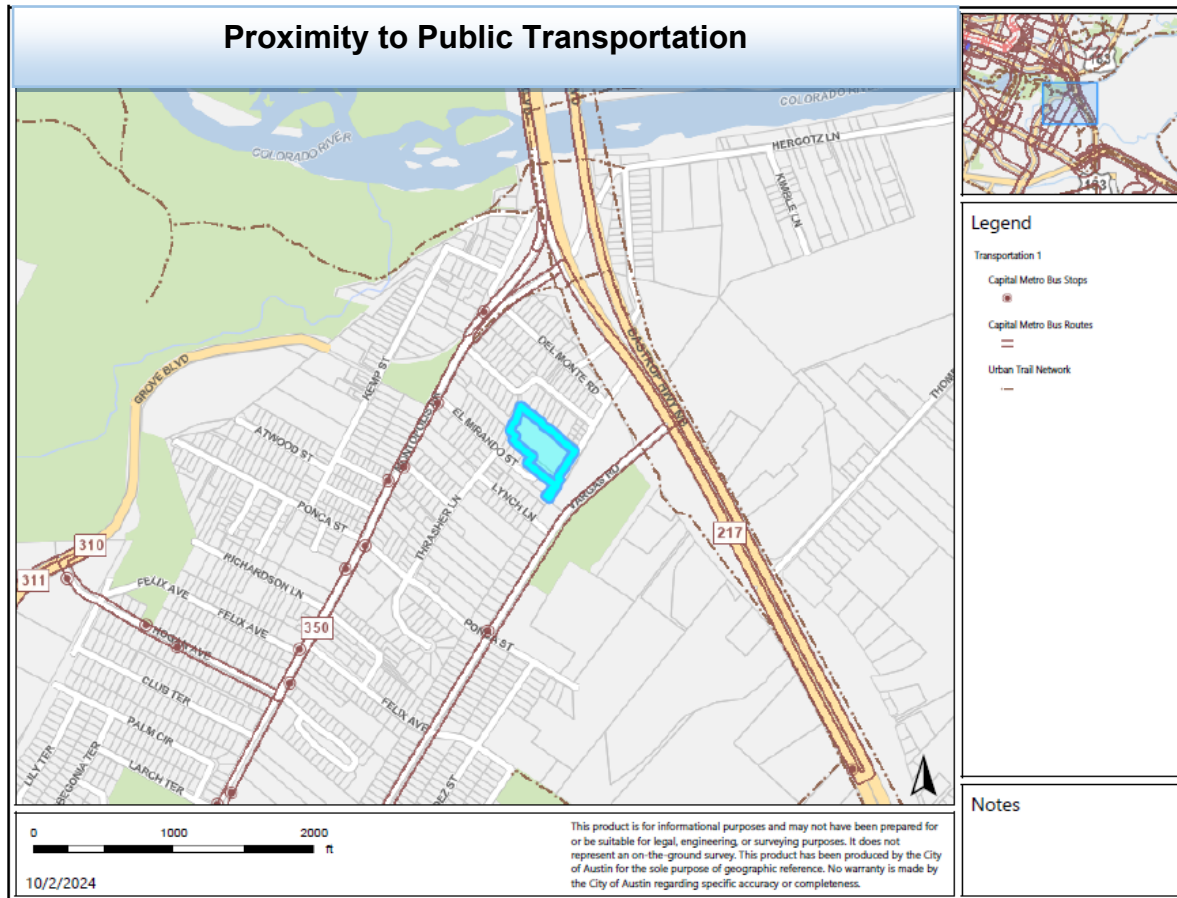 Proximity to Public Transportation
COLORADO RIVER
COLORADO RIVER
HERGOTZ LN
KIMBLE LN
BASTROP HWY NB
DEL MONTE RD
KEMP ST
GROVE BLVD
MONTOPOLIS
EL MIRANDO ST
ATWOOD ST
LYNCH LN
VARGAS RD
THRASHER LN
PONCA ST
217
310
311
RICHARDSON LN
FELIX AVE
FELIX AVE
HOGAN AVE
350
PONCA ST
CLUB TER
FELIX AVE
PALM CIR
LILY TER
BEGONIA TER
LARCH TER
183
183
Legend
Transportation 1
Capital Metro Bus Stops
Capital Metro Bus Routes
Urban Trail Network
Notes
0 1000 2000
ft
10/2/2024
This product is for informational purposes and may not have been prepared for
or be suitable for legal, engineering, or surveying purposes. It does not
represent an on-the-ground survey. This product has been produced by the City
of Austin for the sole purpose of geographic reference. No warranty is made by
the City of Austin regarding specific accuracy or completeness.